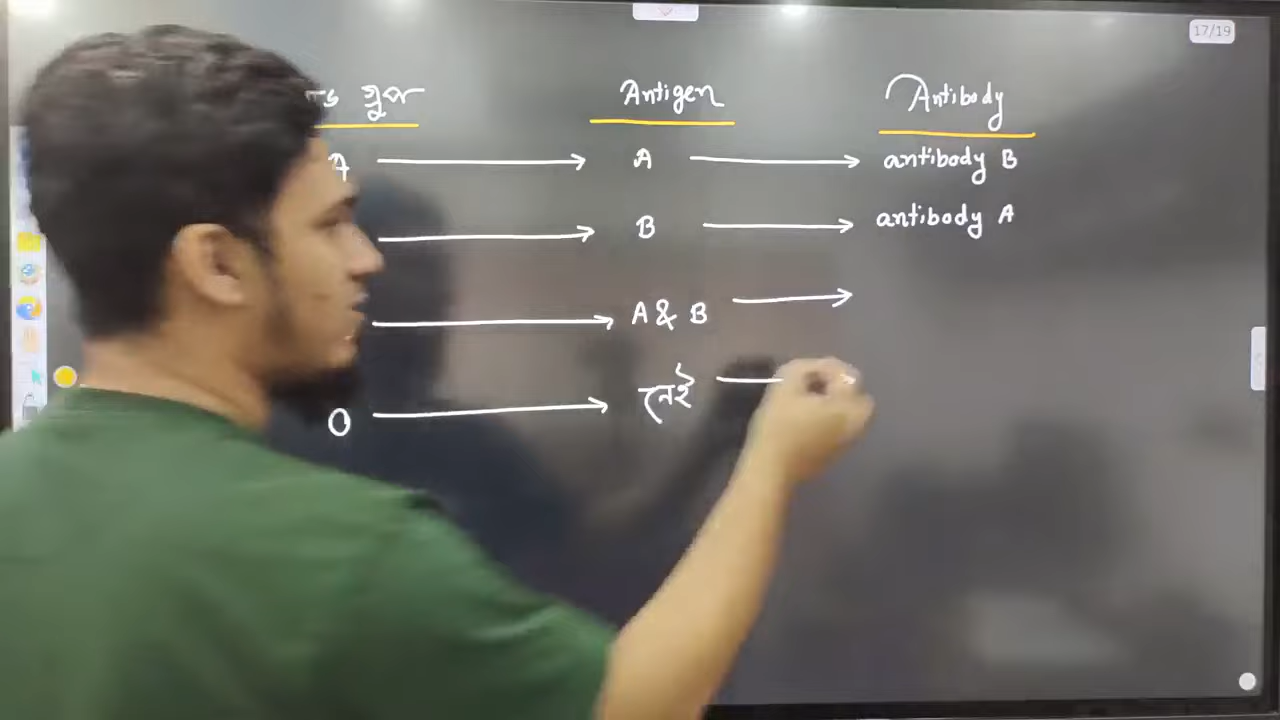 17/19
গ্রুপ Antigen Antibody
A A antibody B
B antibody A
A & B
O নেই